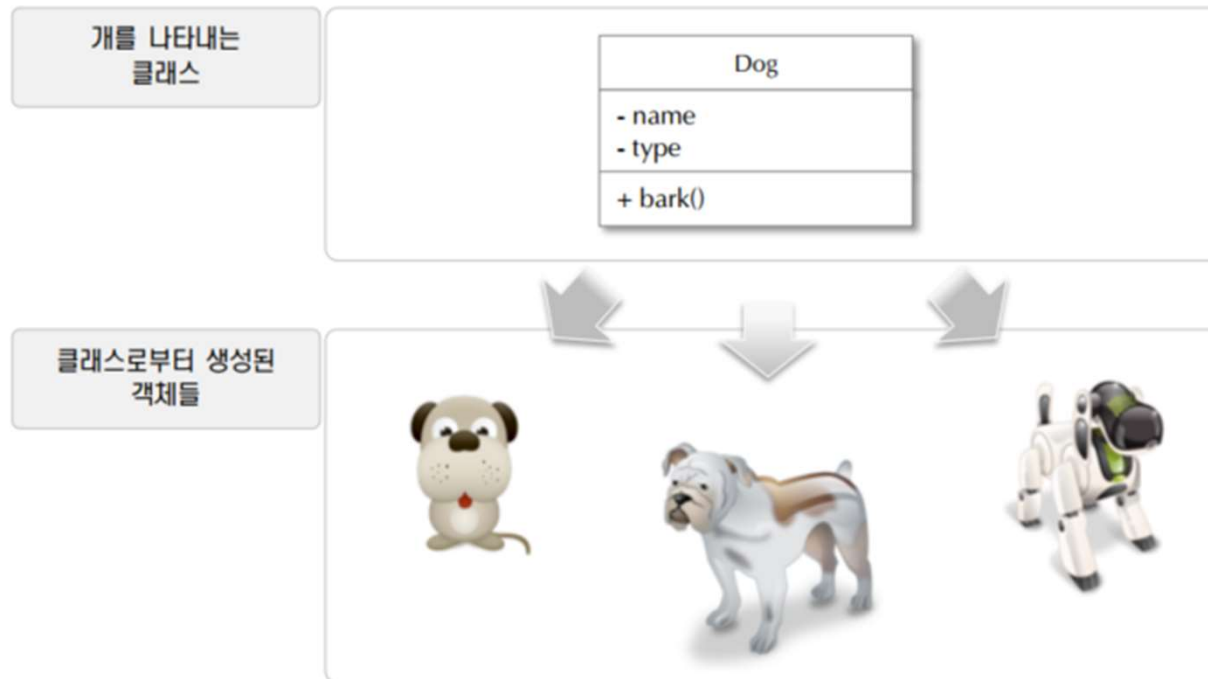 개를 나타내는
클래스
Dog
- name
- type
+ bark()
클래스로부터 생성된
객체들